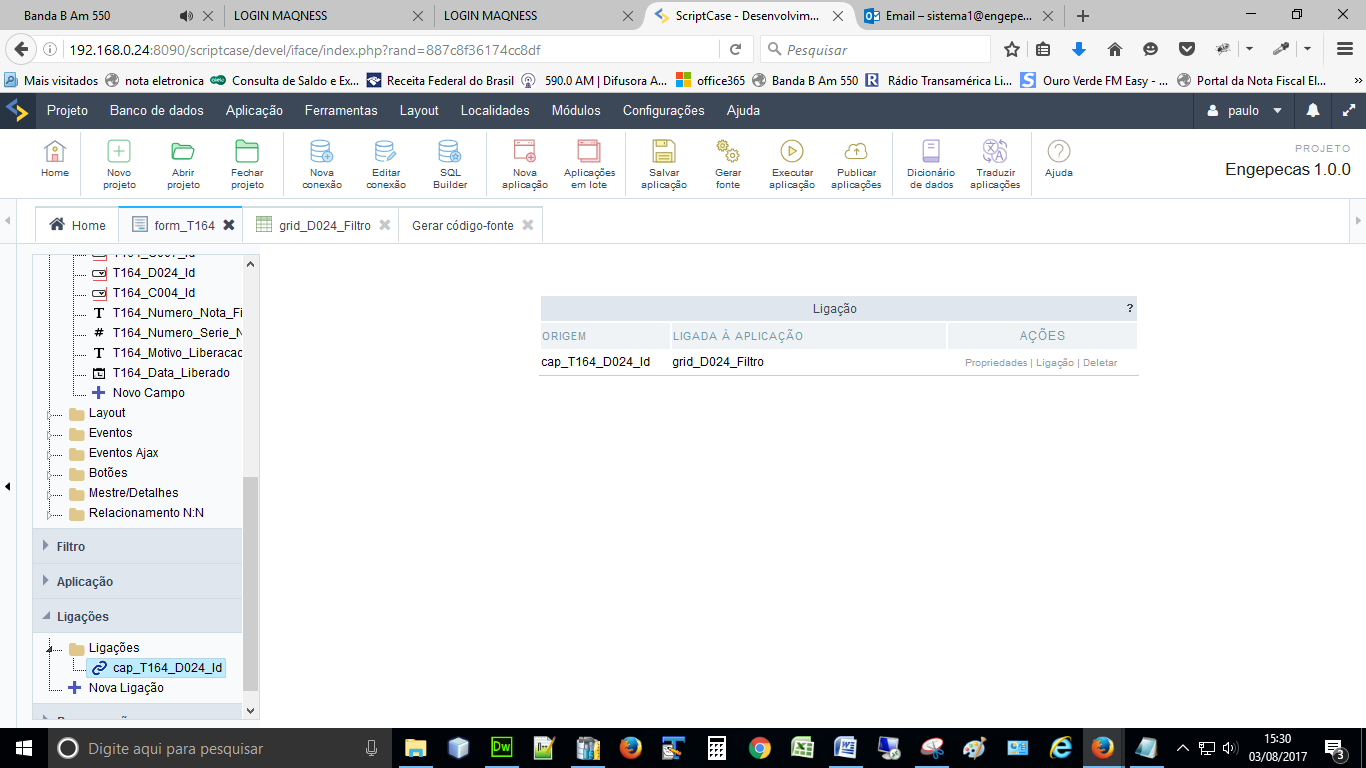 Banda B Am 550
LOGIN MAQNESS
LOGIN MAQNESS
ScriptCase - Desenvolvim...
Email – sistema1@engepe...
192.168.0.24:8090/scriptcase/devel/iface/index.php?rand=887c8f36174cc8df
Pesquisar
Mais visitados
nota eletronica
Consulta de Saldo e Ex...
Receita Federal do Brasil
590.0 AM | Difusora A...
office365
Banda B Am 550
Rádio Transamérica Li...
Ouro Verde FM Easy - ...
Portal da Nota Fiscal El...
Projeto
Banco de dados
Aplicação
Ferramentas
Layout
Localidades
Módulos
Configurações
Ajuda
paulo
Home
Novo projeto
Abrir projeto
Fechar projeto
Nova conexão
Editar conexão
SQL Builder
Nova aplicação
Aplicações em lote
Salvar aplicação
Gerar fonte
Executar aplicação
Publicar aplicações
Dicionário de dados
Traduzir aplicações
Ajuda
PROJETO
Engepecas 1.0.0
Home
form_T164
grid_D024_Filtro
Gerar código-fonte
T164_D024_Id
T164_C004_Id
T164_Numero_Nota_Fi
T164_Numero_Serie_N
T164_Motivo_Liberacac
T164_Data_Liberado
Novo Campo
Layout
Eventos
Eventos Ajax
Botões
Mestre/Detalhes
Relacionamento N:N
Filtro
Aplicação
Ligações
Ligações
cap_T164_D024_Id
Nova Ligação
Ligação ?
ORIGEM
LIGADA À APLICAÇÃO
AÇÕES
cap_T164_D024_Id
grid_D024_Filtro
Propriedades | Ligação | Deletar
Digite aqui para pesquisar
15:30
03/08/2017
3